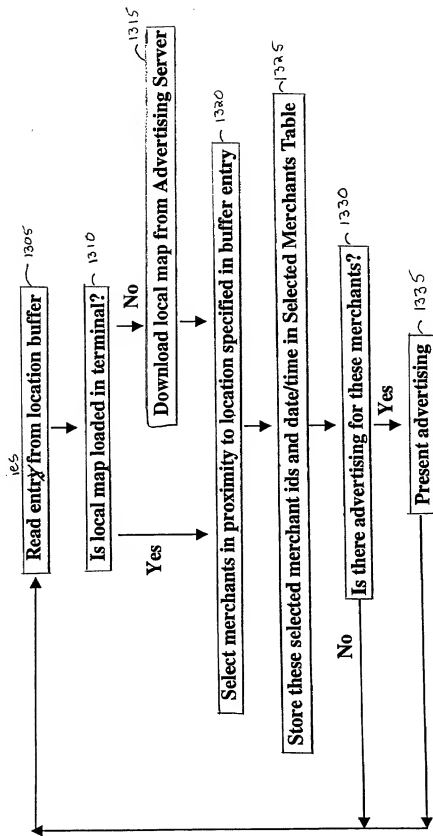 ies
Read entry from location buffer 1305
Is local map loaded in terminal? 1310
No
Download local map from Advertising Server 1315
Yes
Select merchants in proximity to location specified in buffer entry 1320
Store these selected merchant ids and date/time in Selected Merchants Table 1325
Is there advertising for these merchants? 1330
No
Yes
Present advertising 1335